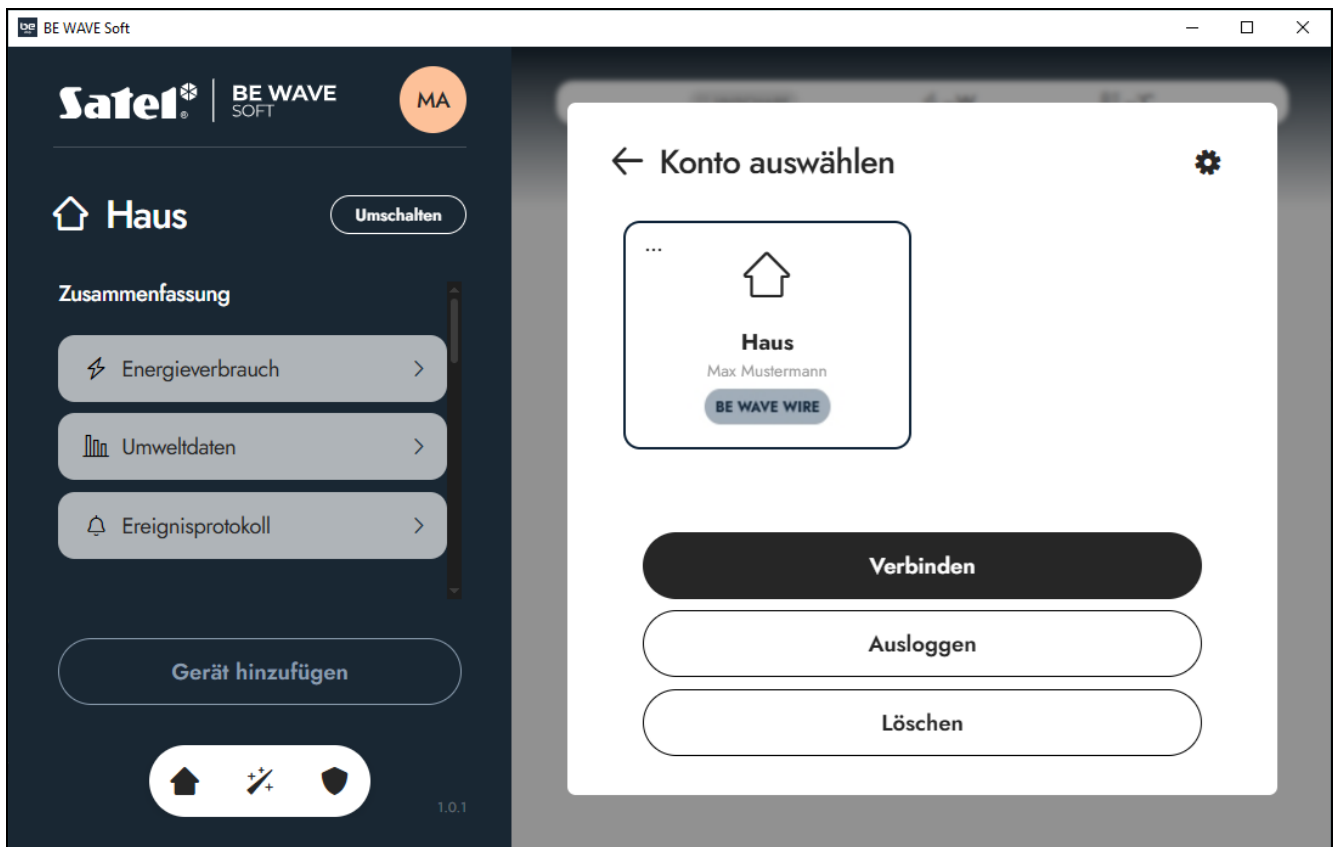 be BE WAVE Soft
Satel® BE WAVE
SOFT
MA
Haus
Umschalten
Zusammenfassung
Energieverbrauch
Umweltdaten
Ereignisprotokoll
Gerät hinzufügen
1.0.1
Konto auswählen
...
Haus
Max Mustermann
BE WAVE WIRE
Verbinden
Ausloggen
Löschen